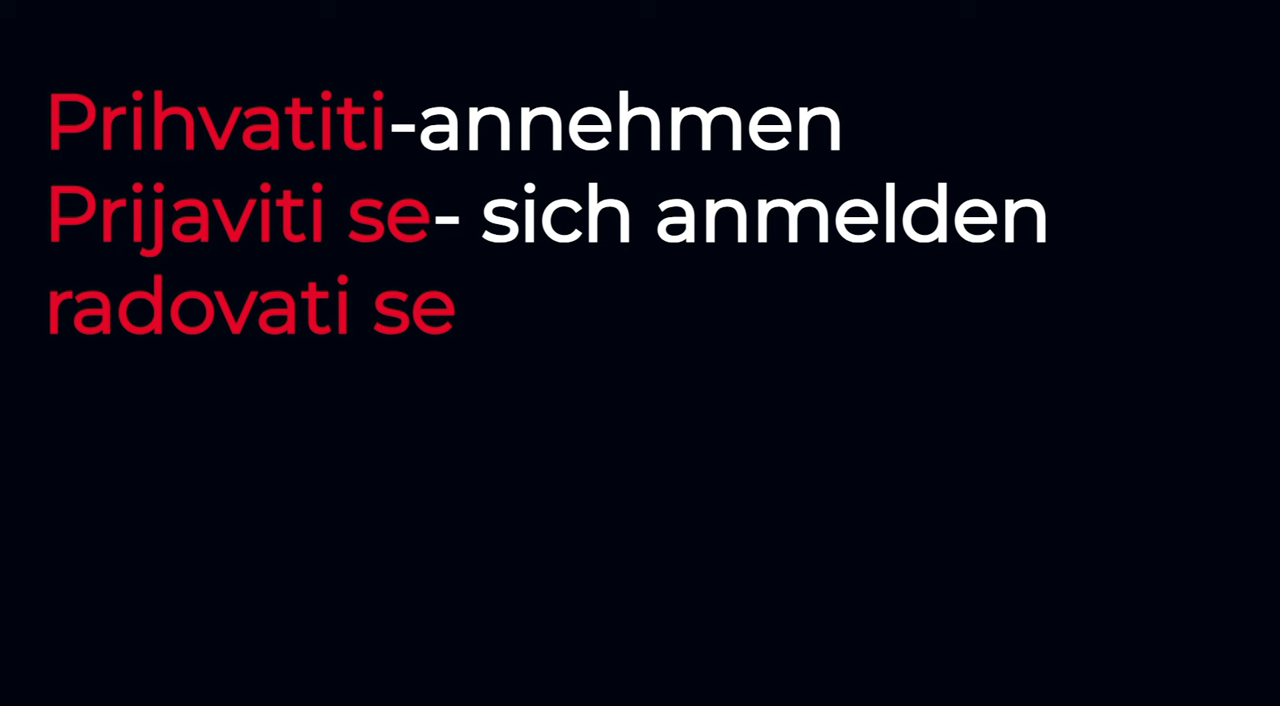 Prihvatiti-annehmen
Prijaviti se- sich anmelden
radovati se